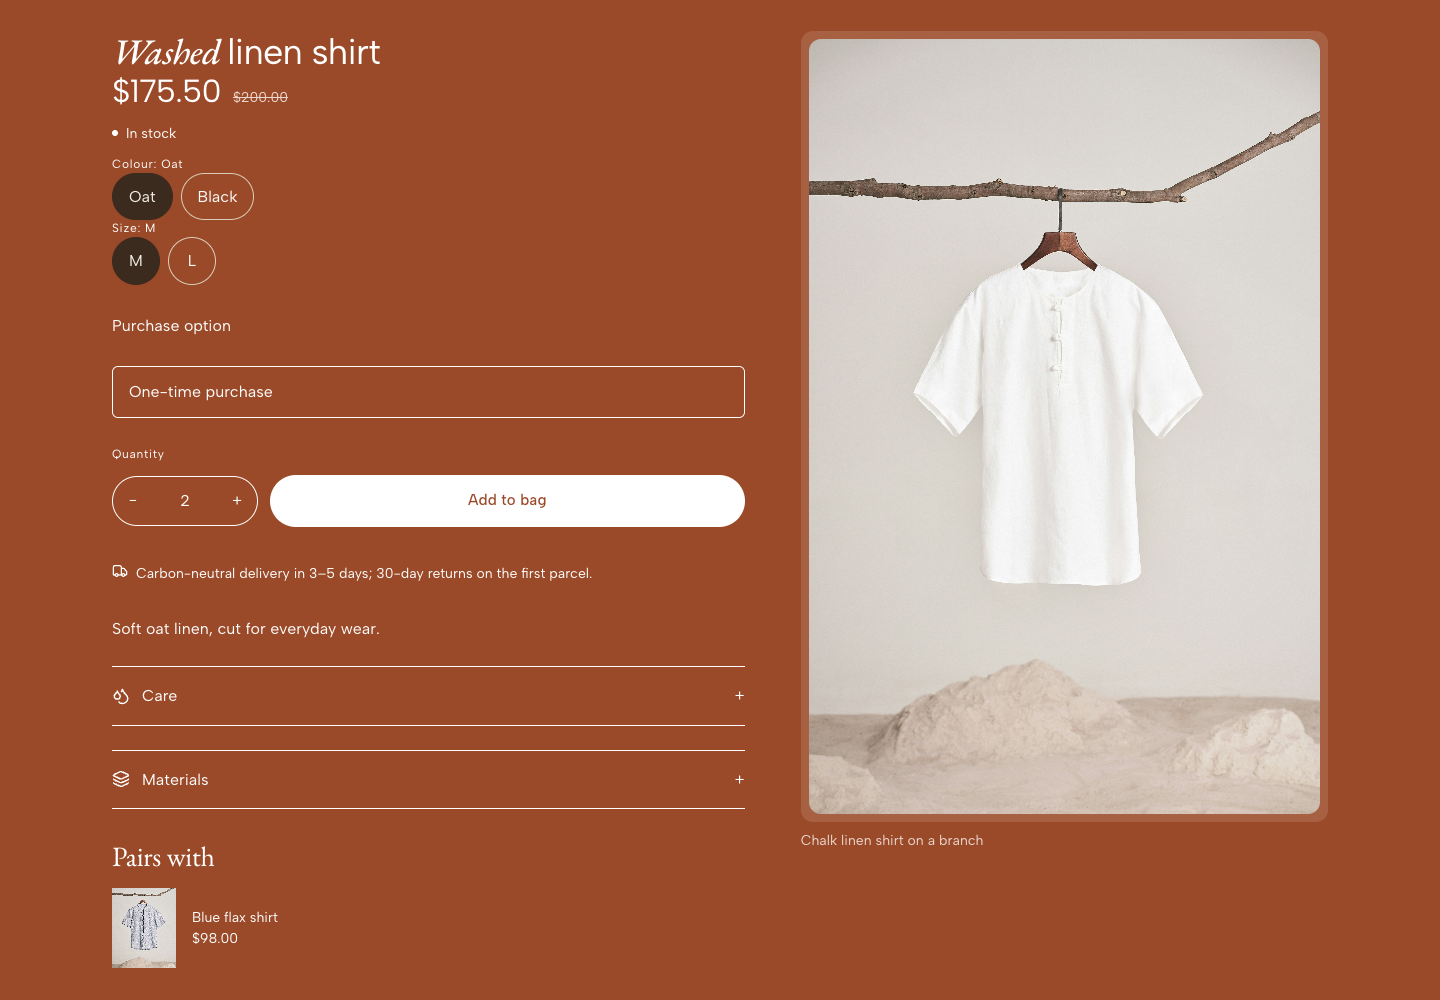 Washed linen shirt
$175.50 $200.00
In stock
Colour: Oat
Oat Black
Size: M
M L
Purchase option
One-time purchase
Quantity
− 2 +
Add to bag
Carbon-neutral delivery in 3–5 days; 30-day returns on the first parcel.
Soft oat linen, cut for everyday wear.
Care +
Materials +
Pairs with
Blue flax shirt
$98.00
Chalk linen shirt on a branch